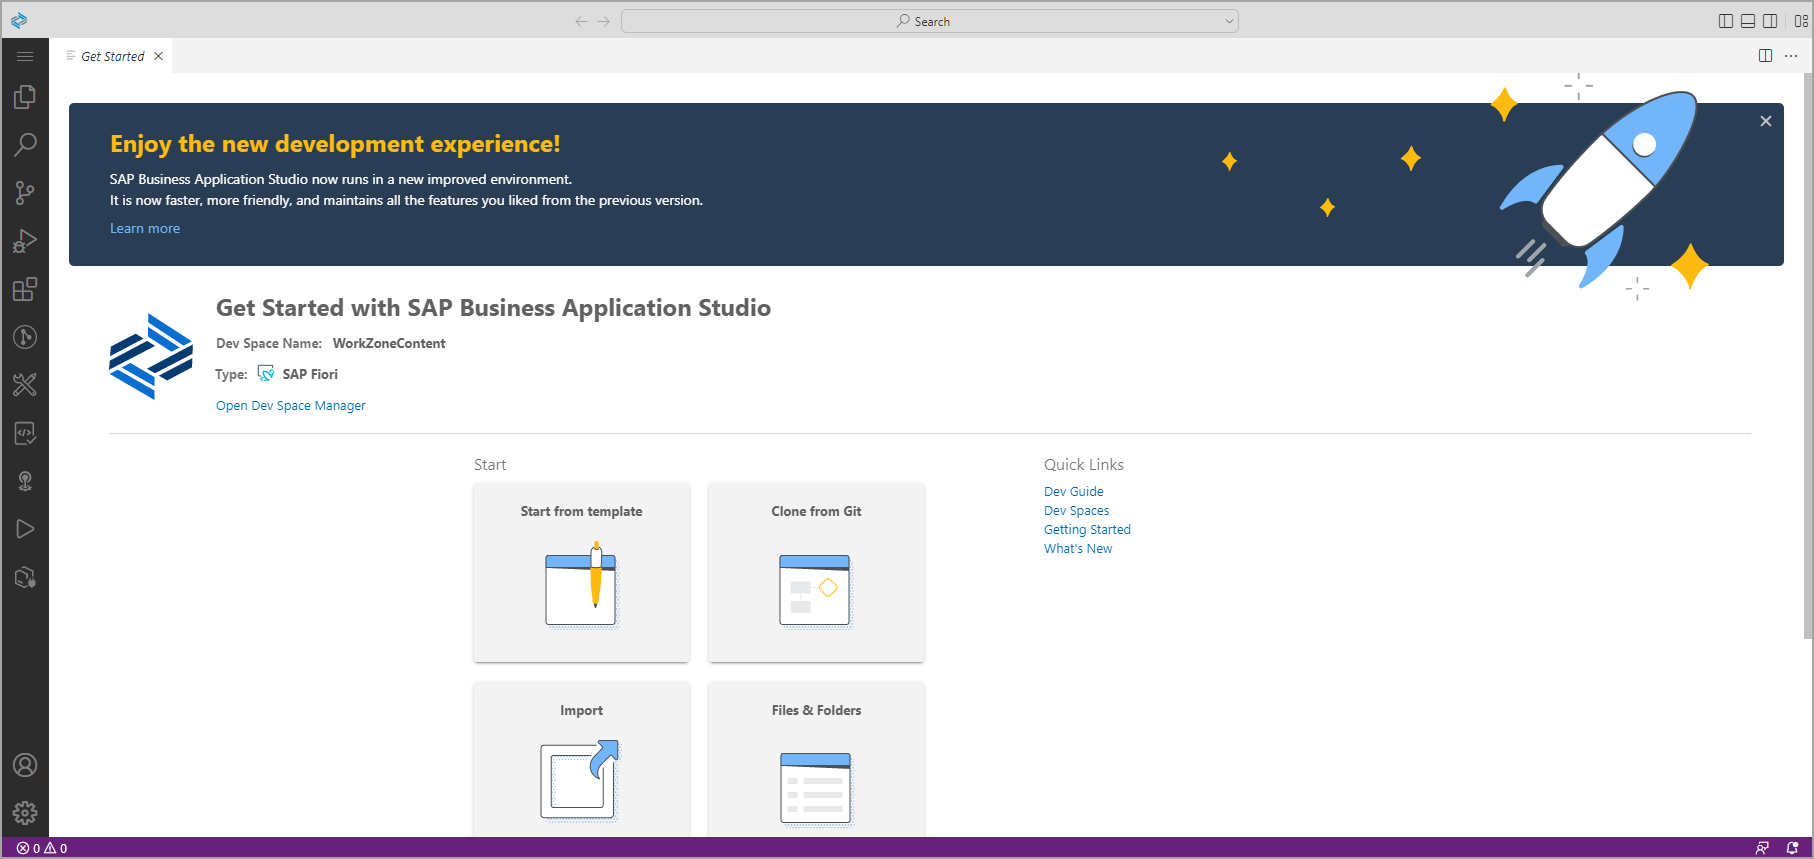 Search
Get Started
Enjoy the new development experience!
SAP Business Application Studio now runs in a new improved environment.
It is now faster, more friendly, and maintains all the features you liked from the previous version.
Learn more
Get Started with SAP Business Application Studio
Dev Space Name: WorkZoneContent
Type: SAP Fiori
Open Dev Space Manager
Start
Start from template
Clone from Git
Import
Files & Folders
Quick Links
Dev Guide
Dev Spaces
Getting Started
What's New
0 0